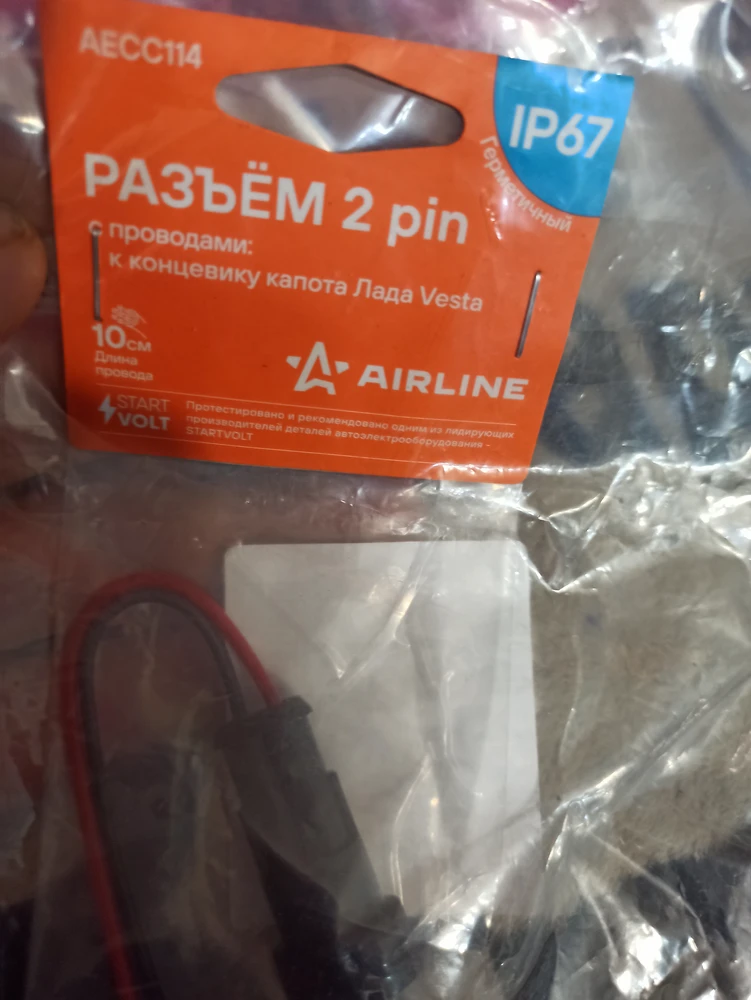 AECC114
IP67
Герметичный
РАЗЪЁМ 2 pin
с проводами:
к концевику капота Лада Vesta
10см
Длина
провода
AIRLINE
START
VOLT
Протестировано и рекомендовано одним из лидирующих
производителей деталей автоэлектрооборудования -
STARTVOLT